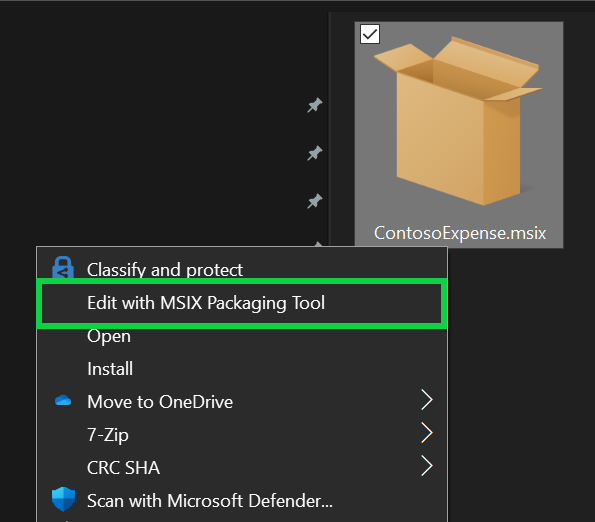 ContosoExpense.msix
Classify and protect
Edit with MSIX Packaging Tool
Open
Install
Move to OneDrive
7-Zip
CRC SHA
Scan with Microsoft Defender...